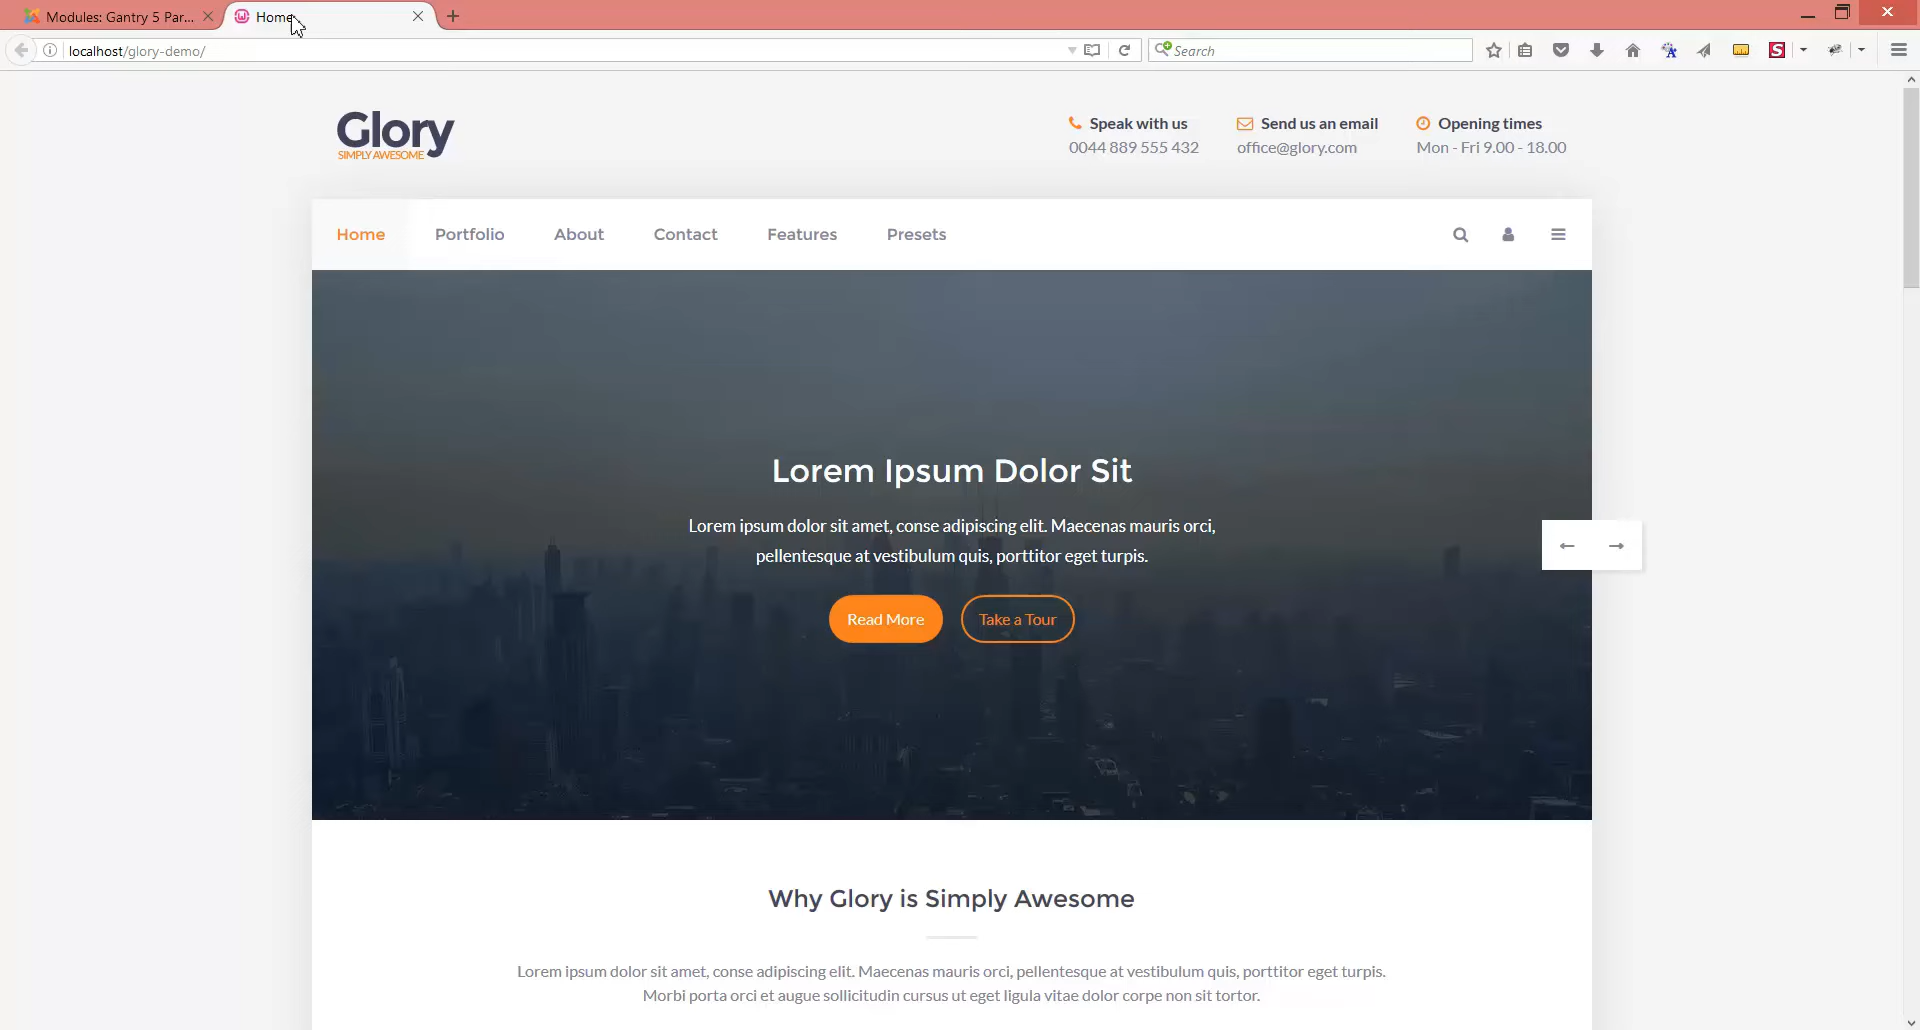 Modules: Gantry 5 Par...
Home
localhost/glory-demo/
Search
Glory
SIMPLY AWESOME
Speak with us
0044 889 555 432
Send us an email
office@glory.com
Opening times
Mon - Fri 9.00 - 18.00
Home
Portfolio
About
Contact
Features
Presets
Lorem Ipsum Dolor Sit
Lorem ipsum dolor sit amet, conse adipiscing elit. Maecenas mauris orci,
pellentesque at vestibulum quis, porttitor eget turpis.
Read More
Take a Tour
Why Glory is Simply Awesome
Lorem ipsum dolor sit amet, conse adipiscing elit. Maecenas mauris orci, pellentesque at vestibulum quis, porttitor eget turpis.
Morbi porta orci et augue sollicitudin cursus ut eget ligula vitae dolor corpe non sit tortor.